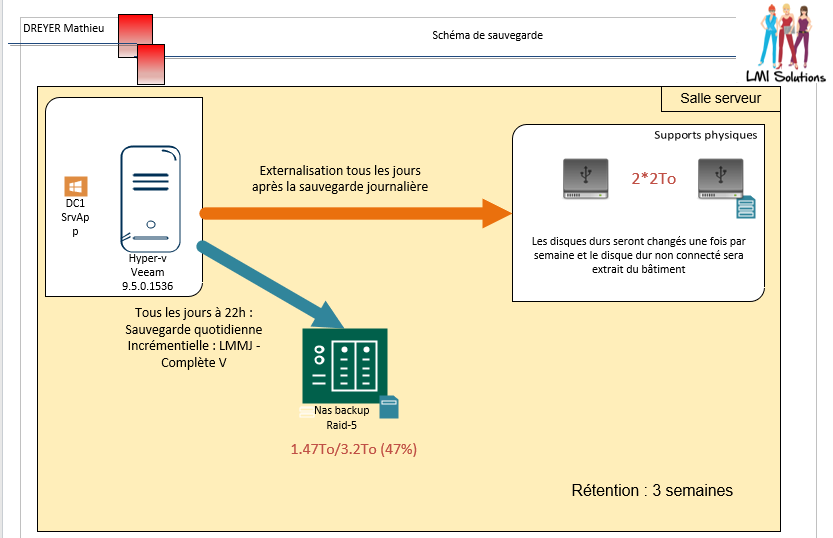 DREYER Mathieu
Schéma de sauvegarde
LMI Solutions
Salle serveur
Supports physiques
Externalisation tous les jours
après la sauvegarde journalière
2*2To
DC1
SrvAp
p
Les disques durs seront changés une fois par
semaine et le disque dur non connecté sera
extrait du bâtiment
Hyper-v
Veeam
9.5.0.1536
Tous les jours à 22h :
Sauvegarde quotidienne
Incrémentielle : LMMJ -
Complète V
Nas backup
Raid-5
1.47To/3.2To (47%)
Rétention : 3 semaines